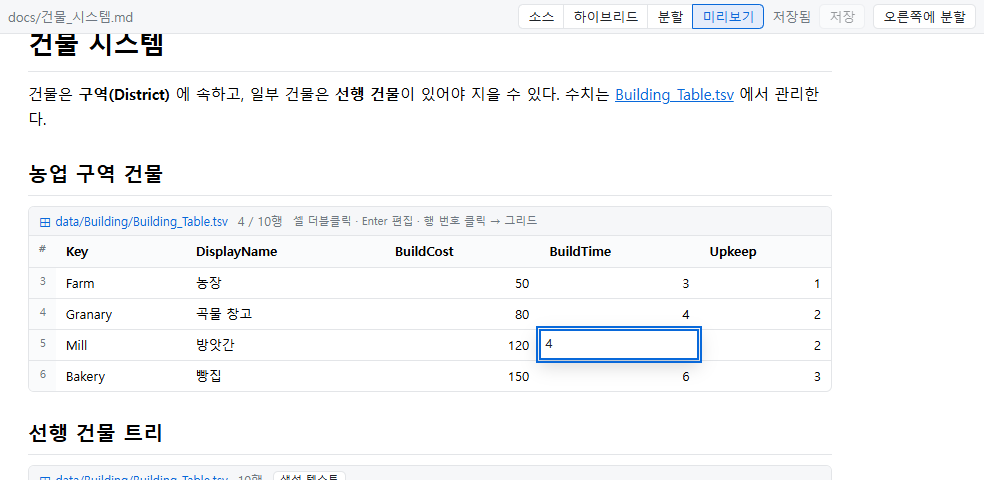 docs/건물_시스템.md 소스 하이브리드 분할 미리보기 저장됨 저장 오른쪽에 분할
건물 시스템
건물은 구역(District) 에 속하고, 일부 건물은 선행 건물이 있어야 지을 수 있다. 수치는 Building_Table.tsv 에서 관리한
다.
농업 구역 건물
data/Building/Building_Table.tsv 4 / 10행 셀 더블클릭 · Enter 편집 · 행 번호 클릭 → 그리드
# Key DisplayName BuildCost BuildTime Upkeep
3 Farm 농장 50 3 1
4 Granary 곡물 창고 80 4 2
5 Mill 방앗간 120 4 2
6 Bakery 빵집 150 6 3
선행 건물 트리
data/Building/Building_Table.tsv 10행 생성 텍스트